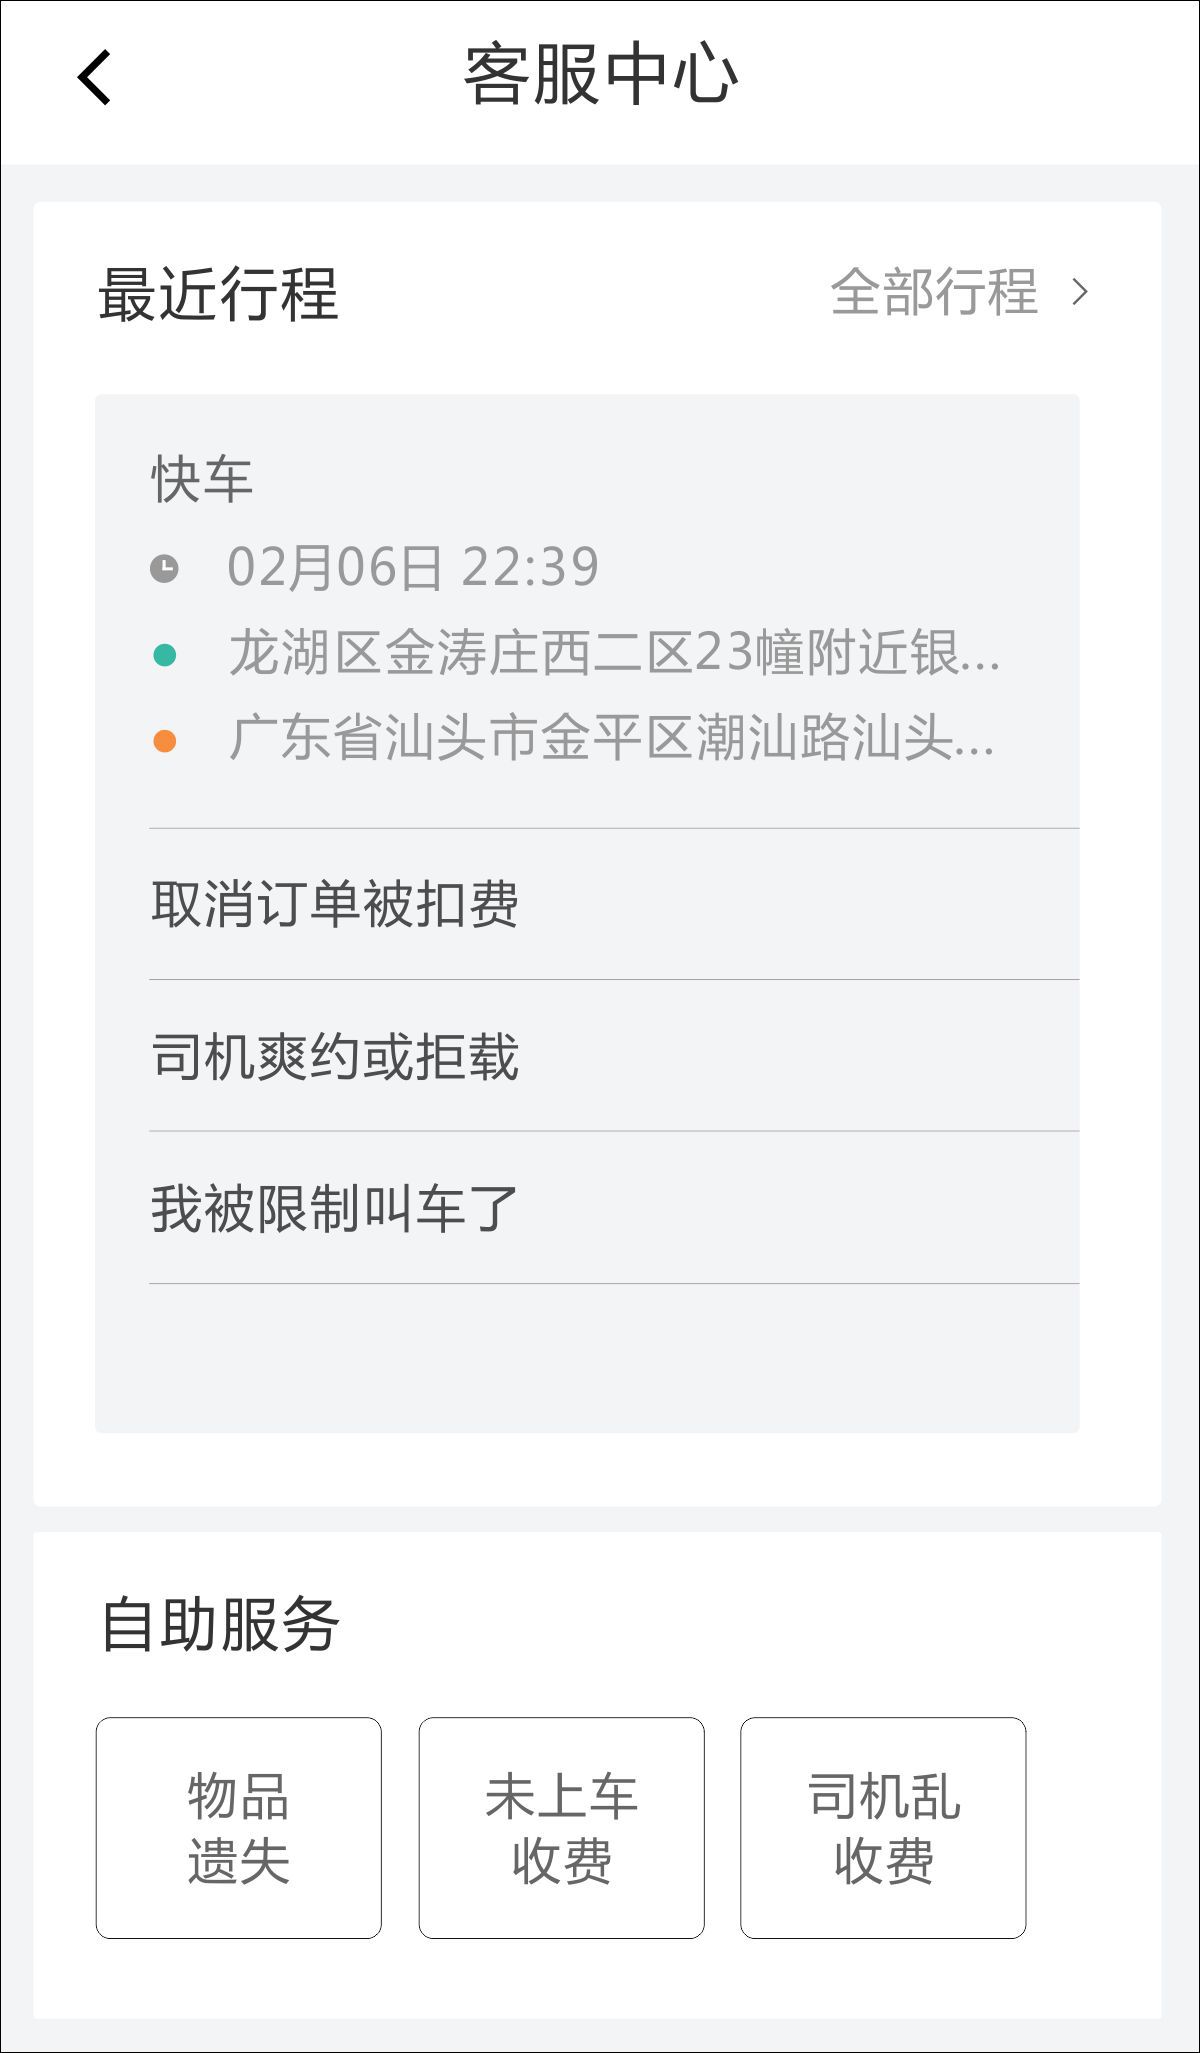 客服中心
最近行程
全部行程
快车
02月06日 22:39
龙湖区金涛庄西二区23幢附近银...
广东省汕头市金平区潮汕路汕头...
取消订单被扣费
司机爽约或拒载
我被限制叫车了
自助服务
物品
遗失
未上车
收费
司机乱
收费